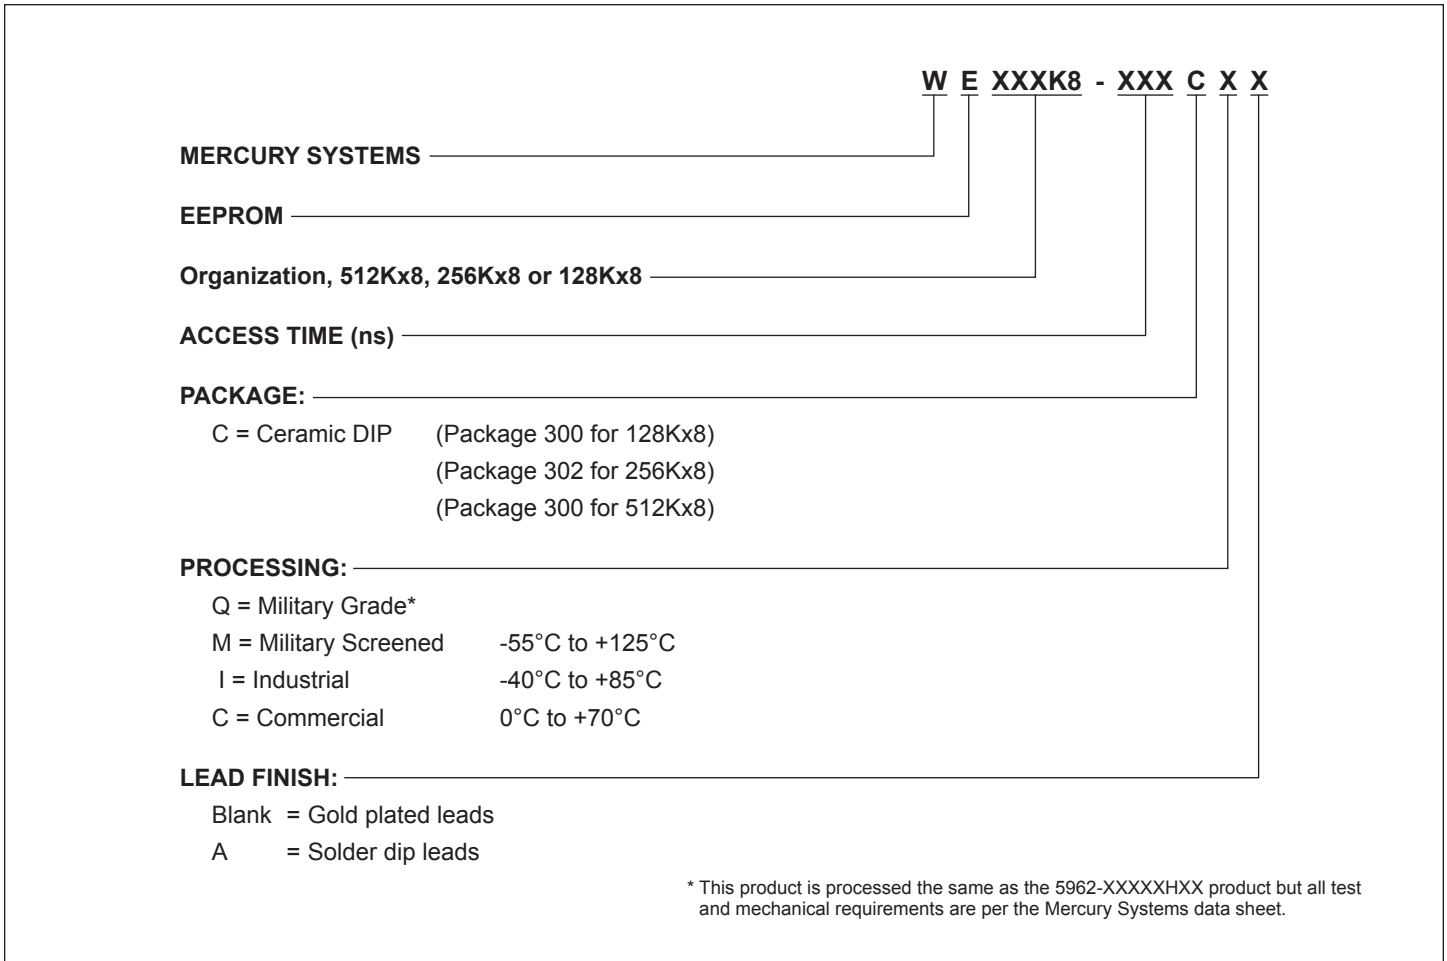 W E XXXK8 - XXX C X X
MERCURY SYSTEMS
EEPROM
Organization, 512Kx8, 256Kx8 or 128Kx8
ACCESS TIME (ns)
PACKAGE:
C = Ceramic DIP (Package 300 for 128Kx8)
(Package 302 for 256Kx8)
(Package 300 for 512Kx8)
PROCESSING:
Q = Military Grade*
M = Military Screened -55°C to +125°C
I = Industrial -40°C to +85°C
C = Commercial 0°C to +70°C
LEAD FINISH:
Blank = Gold plated leads
A = Solder dip leads
* This product is processed the same as the 5962-XXXXXHXX product but all test
and mechanical requirements are per the Mercury Systems data sheet.